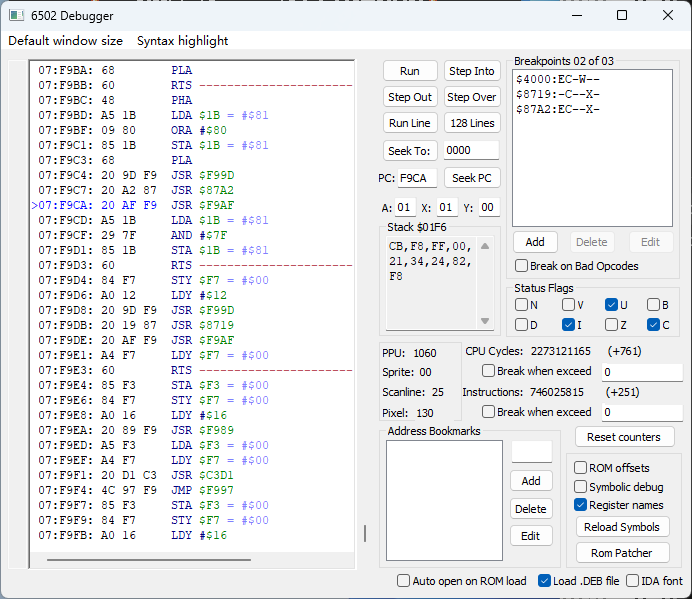 6502 Debugger
Default window size Syntax highlight
07:F9BA: 68 PLA
07:F9BB: 60 RTS ----------------------
07:F9BC: 48 PHA
07:F9BD: A5 1B LDA $1B = #$81
07:F9BF: 09 80 ORA #$80
07:F9C1: 85 1B STA $1B = #$81
07:F9C3: 68 PLA
07:F9C4: 20 9D F9 JSR $F99D
07:F9C7: 20 A2 87 JSR $87A2
>07:F9CA: 20 AF F9 JSR $F9AF
07:F9CD: A5 1B LDA $1B = #$81
07:F9CF: 29 7F AND #$7F
07:F9D1: 85 1B STA $1B = #$81
07:F9D3: 60 RTS ----------------------
07:F9D4: 84 F7 STY $F7 = #$00
07:F9D6: A0 12 LDY #$12
07:F9D8: 20 9D F9 JSR $F99D
07:F9DB: 20 19 87 JSR $8719
07:F9DE: 20 AF F9 JSR $F9AF
07:F9E1: A4 F7 LDY $F7 = #$00
07:F9E3: 60 RTS ----------------------
07:F9E4: 85 F3 STA $F3 = #$00
07:F9E6: 84 F7 STY $F7 = #$00
07:F9E8: A0 16 LDY #$16
07:F9EA: 20 89 F9 JSR $F989
07:F9ED: A5 F3 LDA $F3 = #$00
07:F9EF: A4 F7 LDY $F7 = #$00
07:F9F1: 20 D1 C3 JSR $C3D1
07:F9F4: 4C 97 F9 JMP $F997
07:F9F7: 85 F3 STA $F3 = #$00
07:F9F9: 84 F7 STY $F7 = #$00
07:F9FB: A0 16 LDY #$16
Run Step Into
Step Out Step Over
Run Line 128 Lines
Seek To: 0000
PC: F9CA Seek PC
A: 01 X: 01 Y: 00
Stack $01F6
CB,F8,FF,00,
21,34,24,82,
F8
Breakpoints 02 of 03
$4000:EC-W--
$8719:-C--X-
$87A2:EC--X-
Add Delete Edit
Break on Bad Opcodes
Status Flags
N V U B
D I Z C
PPU: 1060
Sprite: 00
Scanline: 25
Pixel: 130
CPU Cycles: 2273121165 (+761)
Break when exceed 0
Instructions: 746025815 (+251)
Break when exceed 0
Address Bookmarks
Add
Delete
Edit
Reset counters
ROM offsets
Symbolic debug
Register names
Reload Symbols
Rom Patcher
Auto open on ROM load Load .DEB file IDA font